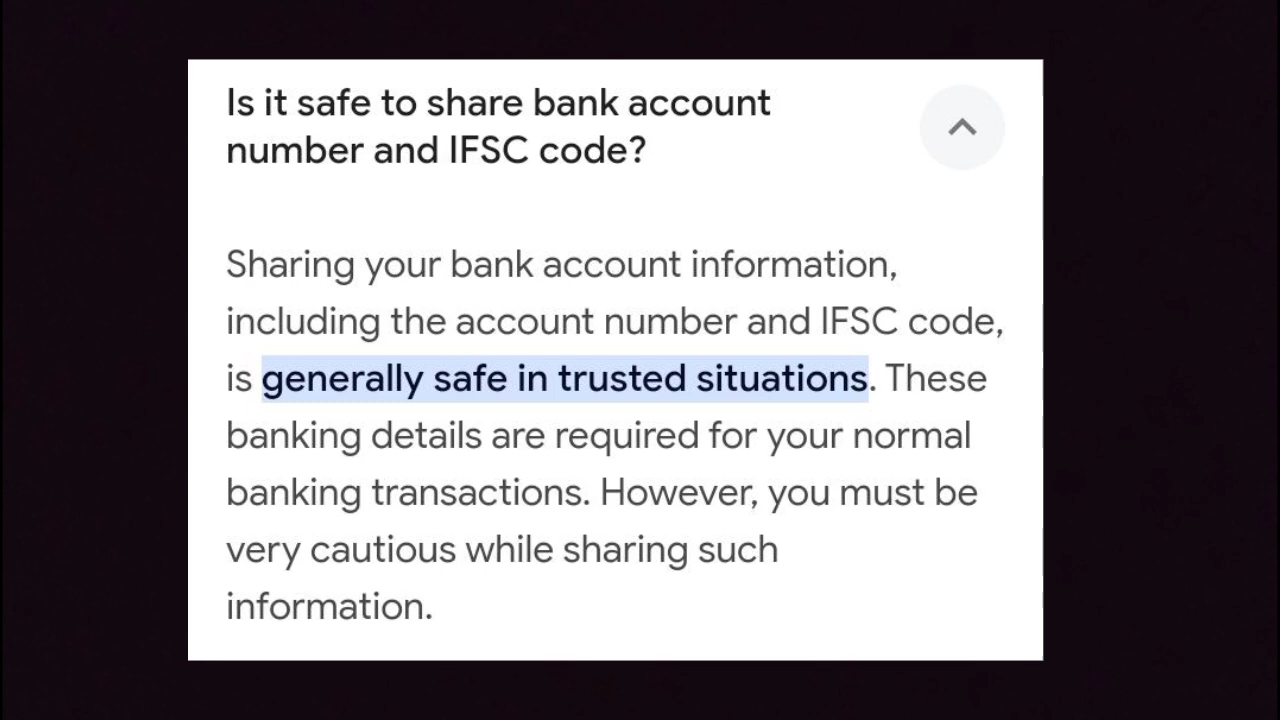 Is it safe to share bank account
number and IFSC code?
Sharing your bank account information,
including the account number and IFSC code,
is generally safe in trusted situations. These
banking details are required for your normal
banking transactions. However, you must be
very cautious while sharing such
information.